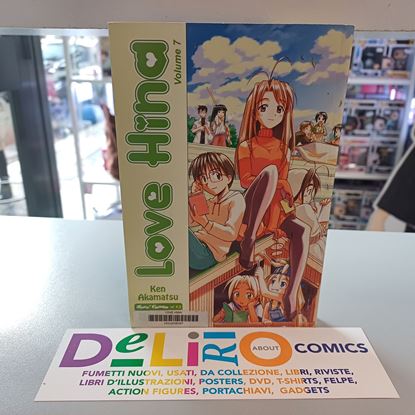 Love Hina
Volume 7
Ken
Akamatsu
DeLiRiO
ABOUT
COMICS
FUMETTI NUOVI, USATI, DA COLLEZIONE, LIBRI, RIVISTE,
LIBRI D'ILLUSTRAZIONI, POSTERS, DVD, T-SHIRTS, FELPE,
ACTION FIGURES, PORTACHIAVI, GADGETS